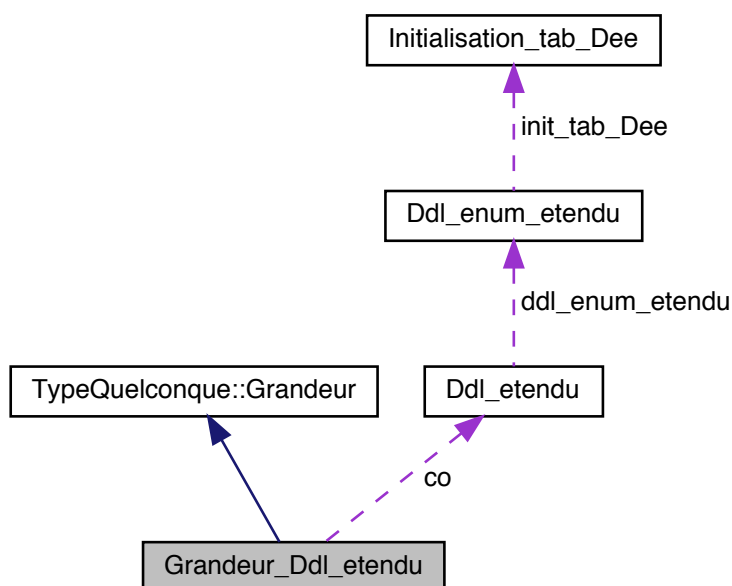 Initialisation_tab_Dee
init_tab_Dee
Ddl_enum_etendu
ddl_enum_etendu
TypeQuelconque::Grandeur
Ddl_etendu
co
Grandeur_Ddl_etendu